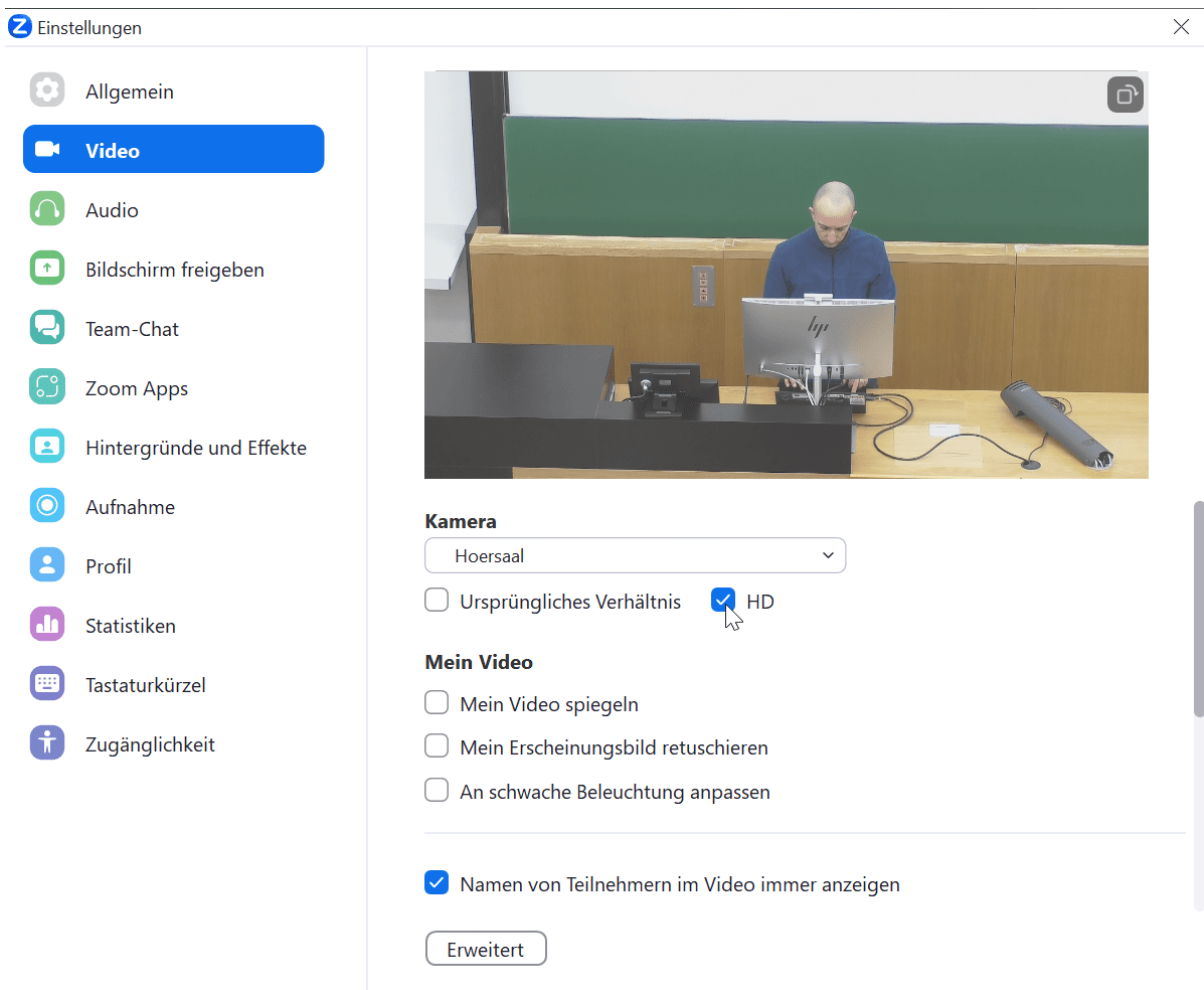 Einstellungen
Allgemein
Video
Audio
Bildschirm freigeben
Team-Chat
Zoom Apps
Hintergründe und Effekte
Aufnahme
Profil
Statistiken
Tastaturkürzel
Zugänglichkeit
hp
Kamera
Hoersaal
Ursprüngliches Verhältnis HD
Mein Video
Mein Video spiegeln
Mein Erscheinungsbild retuschieren
An schwache Beleuchtung anpassen
Namen von Teilnehmern im Video immer anzeigen
Erweitert